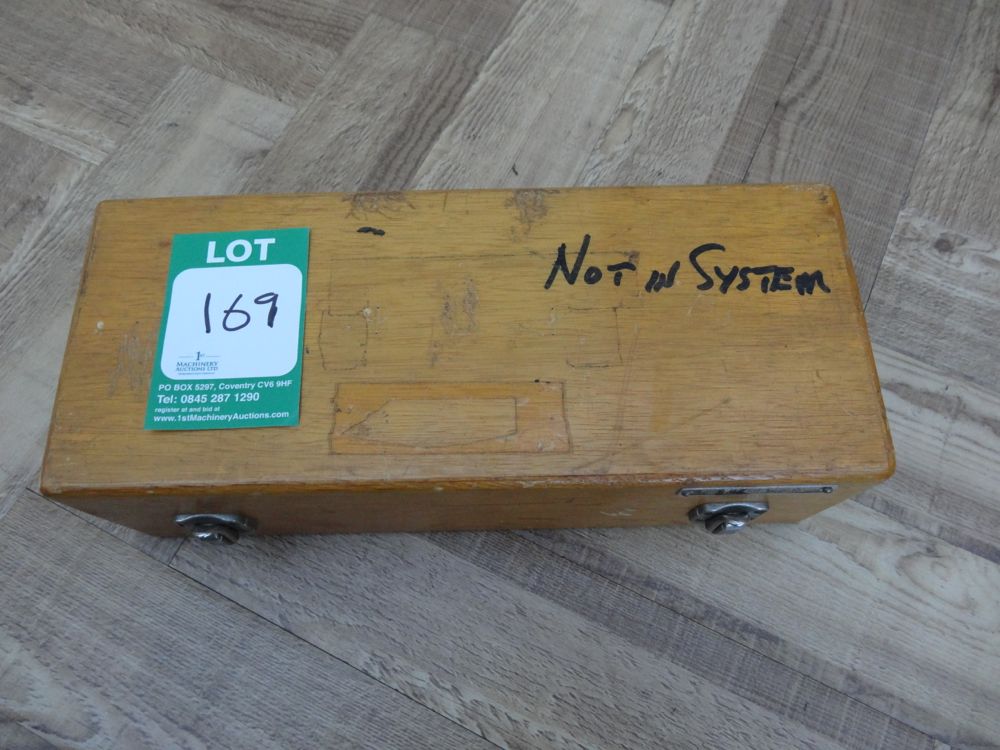 LOT
169
1st
MACHINERY
AUCTIONS LTD
PO BOX 5297, Coventry CV6 9HF
Tel: 0845 287 1290
register at and bid at
www.1stMachineryAuctions.com
NOT IN SYSTEM